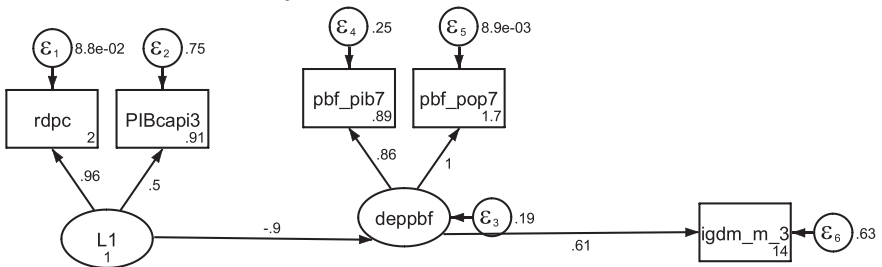 ε1 8.8e-02
ε2 .75
ε4 .25
ε5 8.9e-03
rdpc
2
PIBcapi3
.91
pbf_pib7
.89
pbf_pop7
1.7
.96
.5
.86
1
L1
1
-.9
deppbf
ε3 .19
.61
igdm_m_3
14
ε6 .63